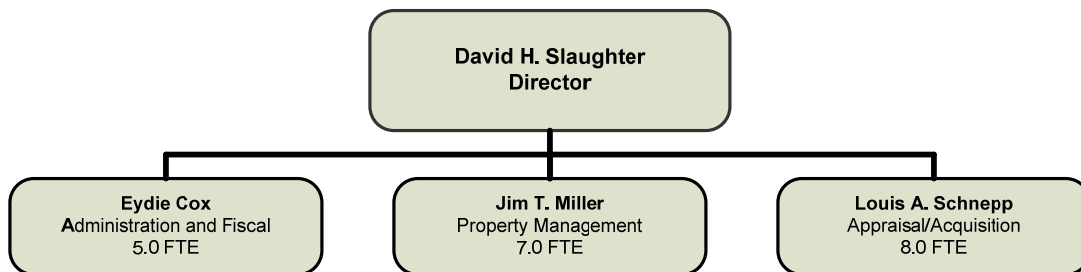 David H. Slaughter
Director
Eydie Cox
Administration and Fiscal
5.0 FTE
Jim T. Miller
Property Management
7.0 FTE
Louis A. Schnepp
Appraisal/Acquisition
8.0 FTE